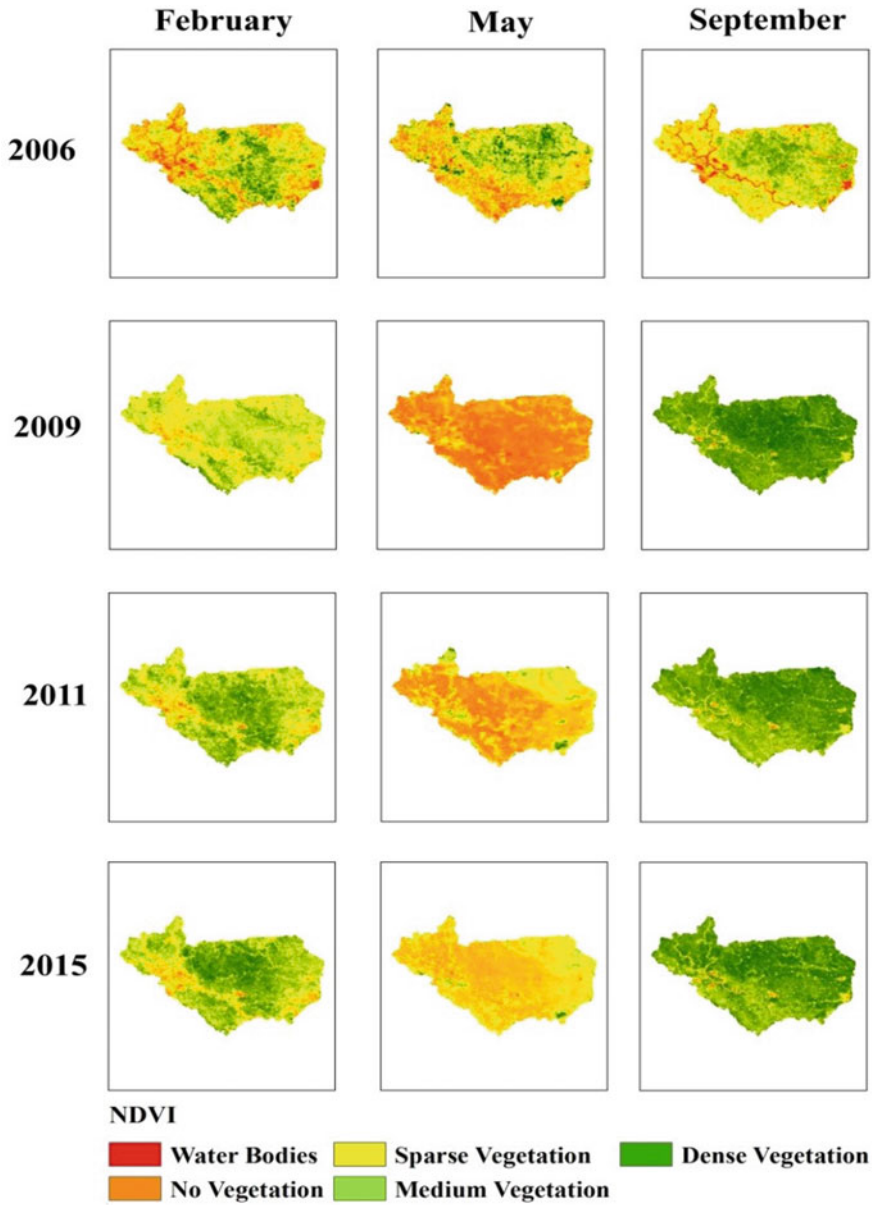 February May September
2006
2009
2011
2015
NDVI
Water Bodies Sparse Vegetation Dense Vegetation
No Vegetation Medium Vegetation